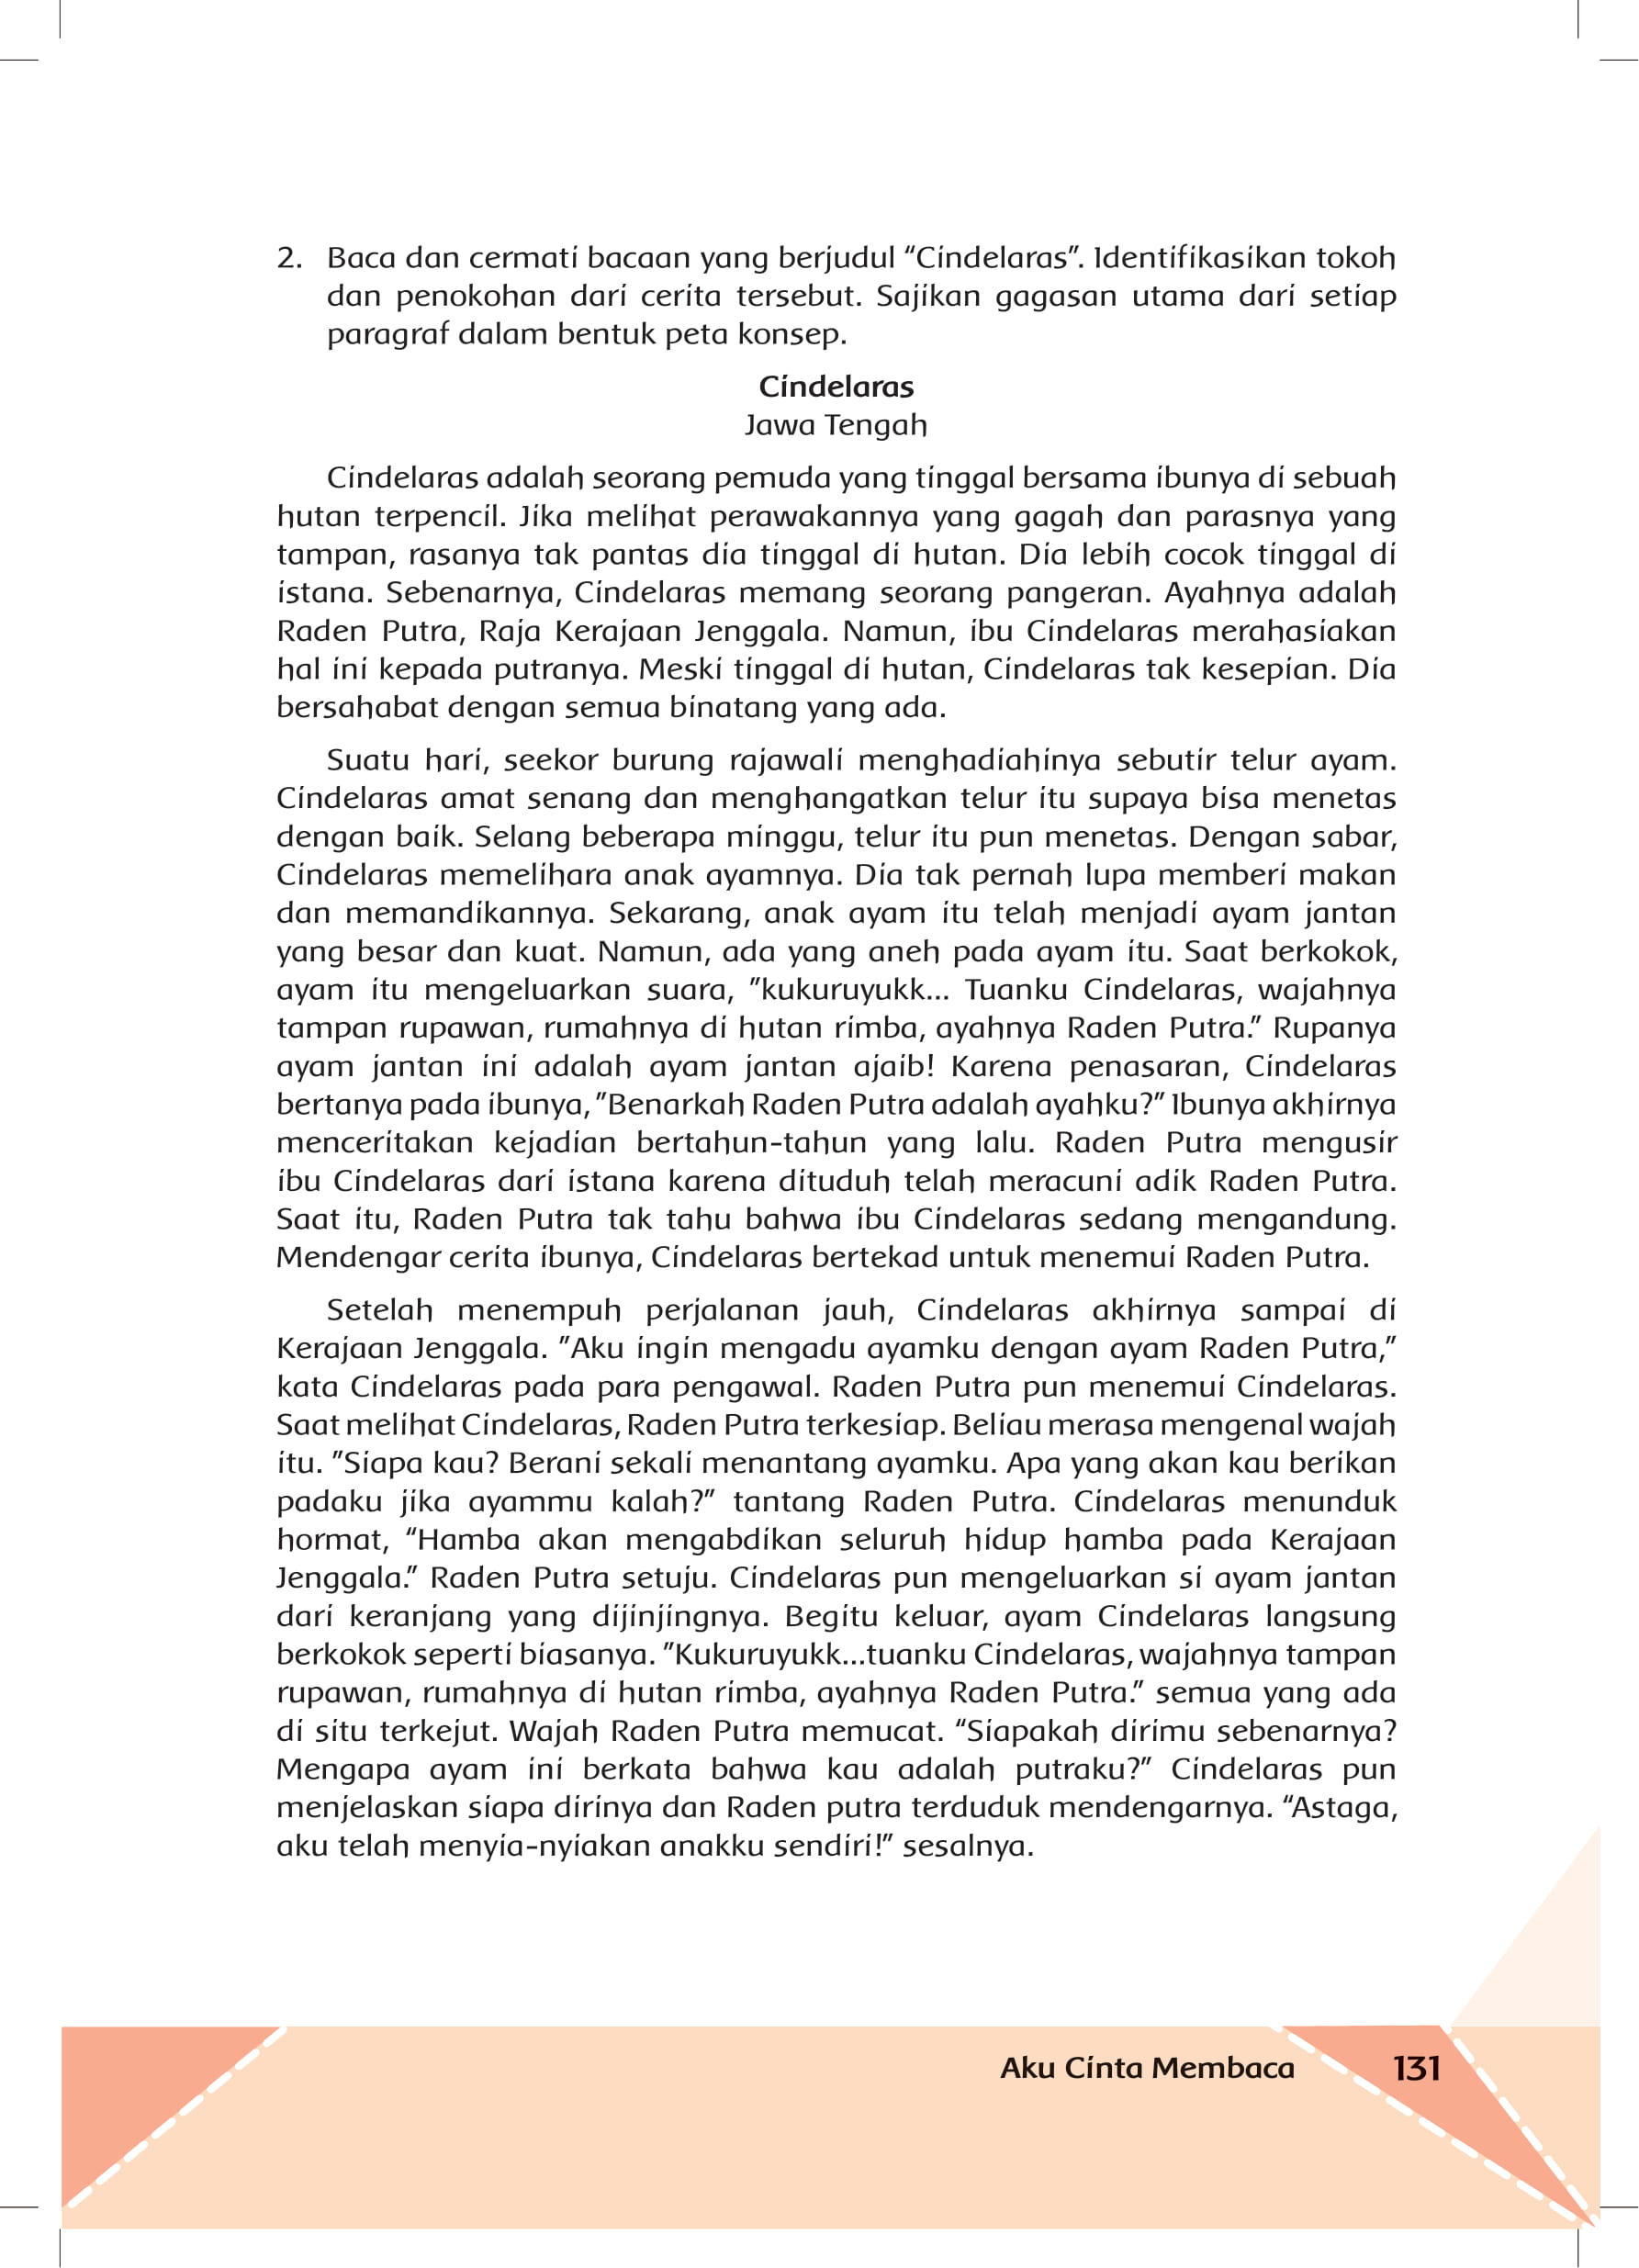 2. Baca dan cermati bacaan yang berjudul “Cindelaras”. Identifikasikan tokoh
dan penokohan dari cerita tersebut. Sajikan gagasan utama dari setiap
paragraf dalam bentuk peta konsep.
Cindelaras
Jawa Tengah
Cindelaras adalah seorang pemuda yang tinggal bersama ibunya di sebuah
hutan terpencil. Jika melihat perawakannya yang gagah dan parasnya yang
tampan, rasanya tak pantas dia tinggal di hutan. Dia lebih cocok tinggal di
istana. Sebenarnya, Cindelaras memang seorang pangeran. Ayahnya adalah
Raden Putra, Raja Kerajaan Jenggala. Namun, ibu Cindelaras merahasiakan
hal ini kepada putranya. Meski tinggal di hutan, Cindelaras tak kesepian. Dia
bersahabat dengan semua binatang yang ada.
Suatu hari, seekor burung rajawali menghadiahinya sebutir telur ayam.
Cindelaras amat senang dan menghangatkan telur itu supaya bisa menetas
dengan baik. Selang beberapa minggu, telur itu pun menetas. Dengan sabar,
Cindelaras memelihara anak ayamnya. Dia tak pernah lupa memberi makan
dan memandikannya. Sekarang, anak ayam itu telah menjadi ayam jantan
yang besar dan kuat. Namun, ada yang aneh pada ayam itu. Saat berkokok,
ayam itu mengeluarkan suara, ”kukuruyukk... Tuanku Cindelaras, wajahnya
tampan rupawan, rumahnya di hutan rimba, ayahnya Raden Putra.” Rupanya
ayam jantan ini adalah ayam jantan ajaib! Karena penasaran, Cindelaras
bertanya pada ibunya, ”Benarkah Raden Putra adalah ayahku?” Ibunya akhirnya
menceritakan kejadian bertahun-tahun yang lalu. Raden Putra mengusir
ibu Cindelaras dari istana karena dituduh telah meracuni adik Raden Putra.
Saat itu, Raden Putra tak tahu bahwa ibu Cindelaras sedang mengandung.
Mendengar cerita ibunya, Cindelaras bertekad untuk menemui Raden Putra.
Setelah menempuh perjalanan jauh, Cindelaras akhirnya sampai di
Kerajaan Jenggala. ”Aku ingin mengadu ayamku dengan ayam Raden Putra,”
kata Cindelaras pada para pengawal. Raden Putra pun menemui Cindelaras.
Saat melihat Cindelaras, Raden Putra terkesiap. Beliau merasa mengenal wajah
itu. ”Siapa kau? Berani sekali menantang ayamku. Apa yang akan kau berikan
padaku jika ayammu kalah?” tantang Raden Putra. Cindelaras menunduk
hormat, “Hamba akan mengabdikan seluruh hidup hamba pada Kerajaan
Jenggala.” Raden Putra setuju. Cindelaras pun mengeluarkan si ayam jantan
dari keranjang yang dijinjingnya. Begitu keluar, ayam Cindelaras langsung
berkokok seperti biasanya. ”Kukuruyukk...tuanku Cindelaras, wajahnya tampan
rupawan, rumahnya di hutan rimba, ayahnya Raden Putra.” semua yang ada
di situ terkejut. Wajah Raden Putra memucat. “Siapakah dirimu sebenarnya?
Mengapa ayam ini berkata bahwa kau adalah putraku?” Cindelaras pun
menjelaskan siapa dirinya dan Raden putra terduduk mendengarnya. “Astaga,
aku telah menyia-nyiakan anakku sendiri!” sesalnya.
Aku Cinta Membaca 131